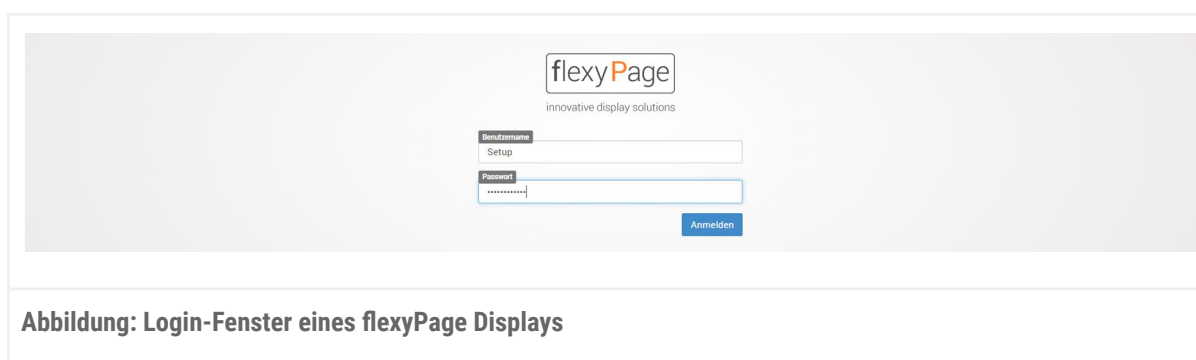 flexyPage
innovative display solutions
Benutzername
Setup
Passwort
••••••••••••
Anmelden
Abbildung: Login-Fenster eines flexyPage Displays